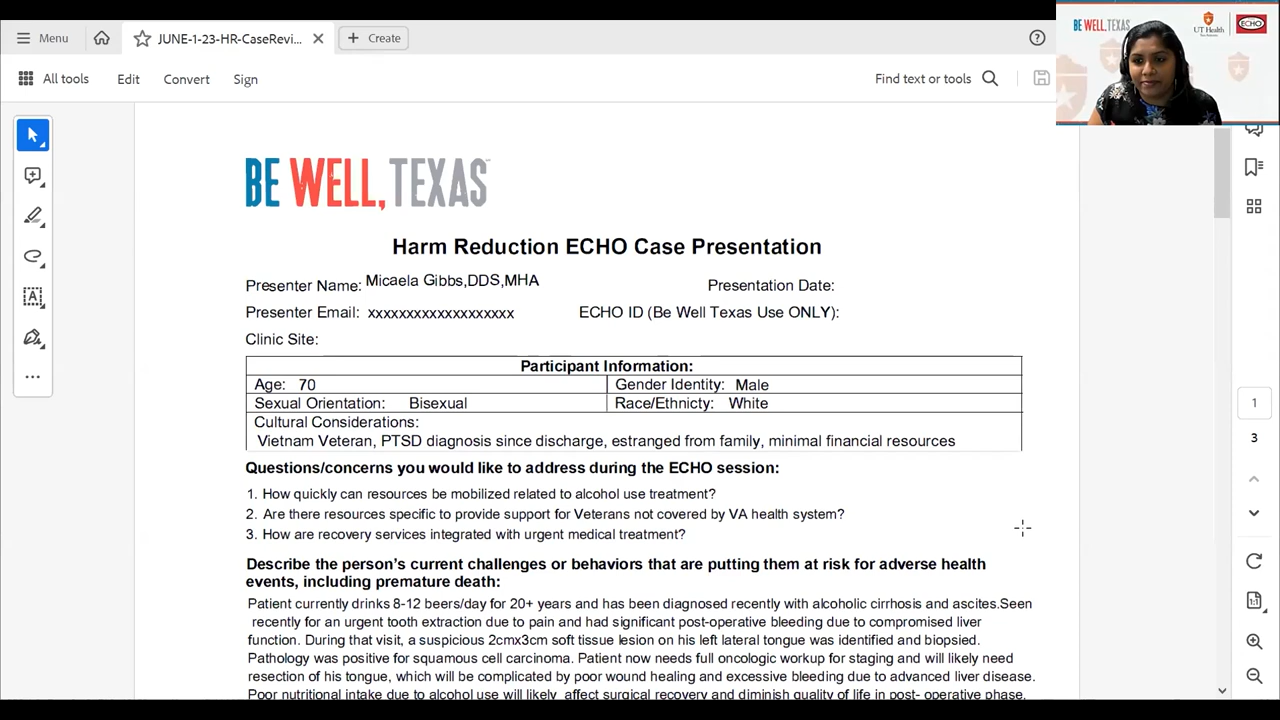 Menu
JUNE-1-23-HR-CaseRevi...
Create
All tools
Edit
Convert
Sign
Find text or tools
BE WELL, TEXAS
UT Health
ECHO
BE WELL, TEXAS
Harm Reduction ECHO Case Presentation
Presenter Name: Micaela Gibbs,DDS,MHA
Presentation Date:
Presenter Email: xxxxxxxxxxxxxxxxxxx
ECHO ID (Be Well Texas Use ONLY):
Clinic Site:
Participant Information:
Age: 70
Gender Identity: Male
Sexual Orientation: Bisexual
Race/Ethnicty: White
Cultural Considerations:
Vietnam Veteran, PTSD diagnosis since discharge, estranged from family, minimal financial resources
Questions/concerns you would like to address during the ECHO session:
1. How quickly can resources be mobilized related to alcohol use treatment?
2. Are there resources specific to provide support for Veterans not covered by VA health system?
3. How are recovery services integrated with urgent medical treatment?
Describe the person's current challenges or behaviors that are putting them at risk for adverse health
events, including premature death:
Patient currently drinks 8-12 beers/day for 20+ years and has been diagnosed recently with alcoholic cirrhosis and ascites.Seen
recently for an urgent tooth extraction due to pain and had significant post-operative bleeding due to compromised liver
function. During that visit, a suspicious 2cmx3cm soft tissue lesion on his left lateral tongue was identified and biopsied.
Pathology was positive for squamous cell carcinoma. Patient now needs full oncologic workup for staging and will likely need
resection of his tongue, which will be complicated by poor wound healing and excessive bleeding due to advanced liver disease.
Poor nutritional intake due to alcohol use will likely affect surgical recovery and diminish quality of life in post- operative phase.
1
3
1:1